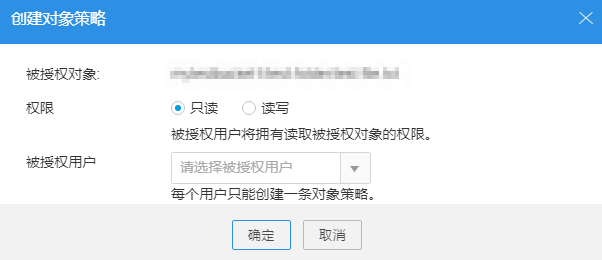 创建对象策略
被授权对象:
权限 只读 读写
被授权用户将拥有读取被授权对象的权限。
被授权用户 请选择被授权用户
每个用户只能创建一条对象策略。
确定 取消